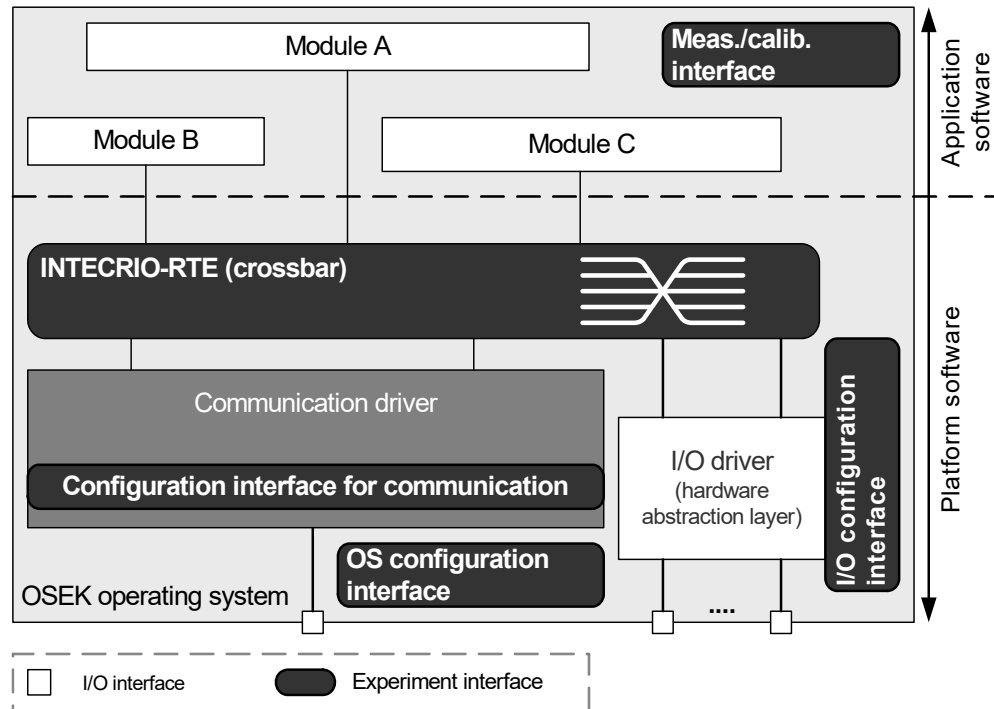 Module A
Meas./calib.
interface
Module B
Module C
Application
software
INTECRIO-RTE (crossbar)
Communication driver
Configuration interface for communication
I/O driver
(hardware
abstraction layer)
I/O configuration
interface
Platform software
OS configuration
interface
OSEK operating system
....
I/O interface
Experiment interface